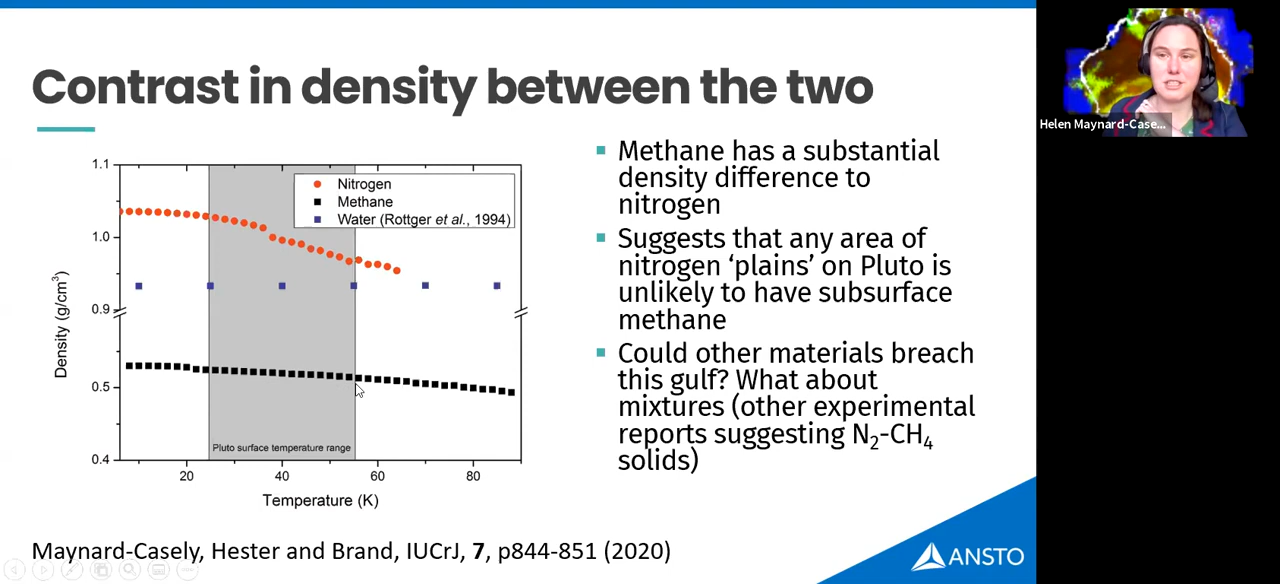 Contrast in density between the two
Helen Maynard-Case...
1.1
1.0
0.9
0.5
0.4
Density (g/cm³)
Nitrogen
Methane
Water (Rottger et al., 1994)
Pluto surface temperature range
20 40 60 80
Temperature (K)
Methane has a substantial
density difference to
nitrogen
Suggests that any area of
nitrogen ‘plains’ on Pluto is
unlikely to have subsurface
methane
Could other materials breach
this gulf? What about
mixtures (other experimental
reports suggesting N₂-CH₄
solids)
Maynard-Casely, Hester and Brand, IUCrJ, 7, p844-851 (2020)
ANSTO